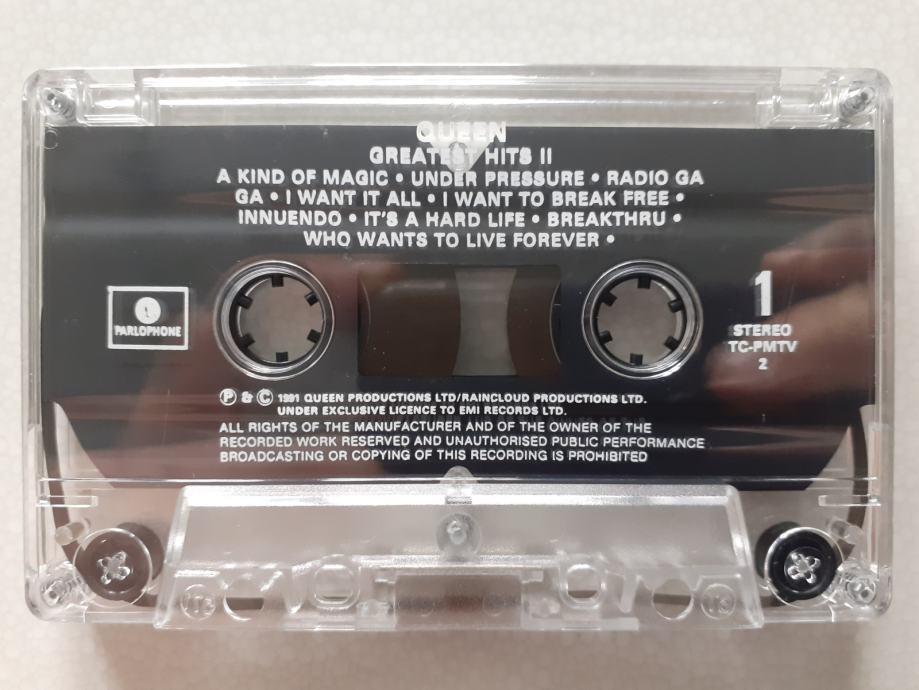 QUEEN
GREATEST HITS II
A KIND OF MAGIC • UNDER PRESSURE • RADIO GA
GA • I WANT IT ALL • I WANT TO BREAK FREE •
INNUENDO • IT'S A HARD LIFE • BREAKTHRU •
WHO WANTS TO LIVE FOREVER •
PARLOPHONE
1
STEREO
TC-PMTV
2
℗ & © 1991 QUEEN PRODUCTIONS LTD/RAINCLOUD PRODUCTIONS LTD.
UNDER EXCLUSIVE LICENCE TO EMI RECORDS LTD.
ALL RIGHTS OF THE MANUFACTURER AND OF THE OWNER OF THE
RECORDED WORK RESERVED AND UNAUTHORISED PUBLIC PERFORMANCE
BROADCASTING OR COPYING OF THIS RECORDING IS PROHIBITED